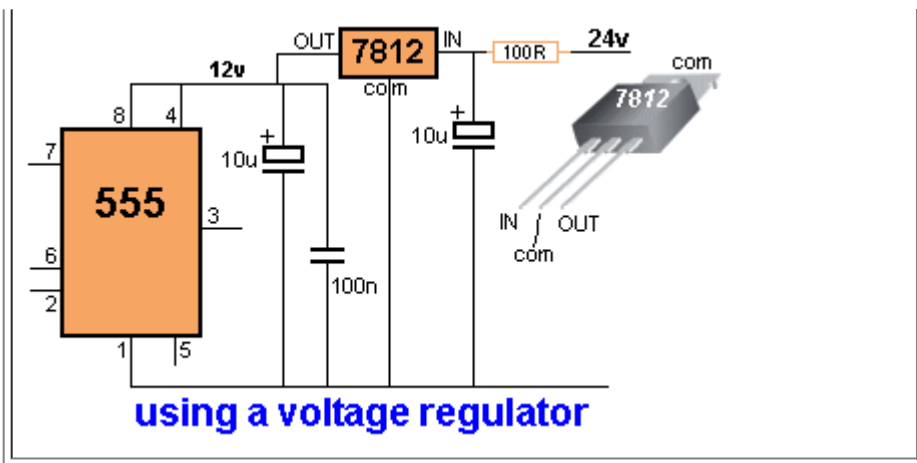 OUT 7812 IN 100R 24v
com
12v
com
7812
8 4
+
10u
+
10u
7
555
3
IN com OUT
6
100n
2
1 5
using a voltage regulator